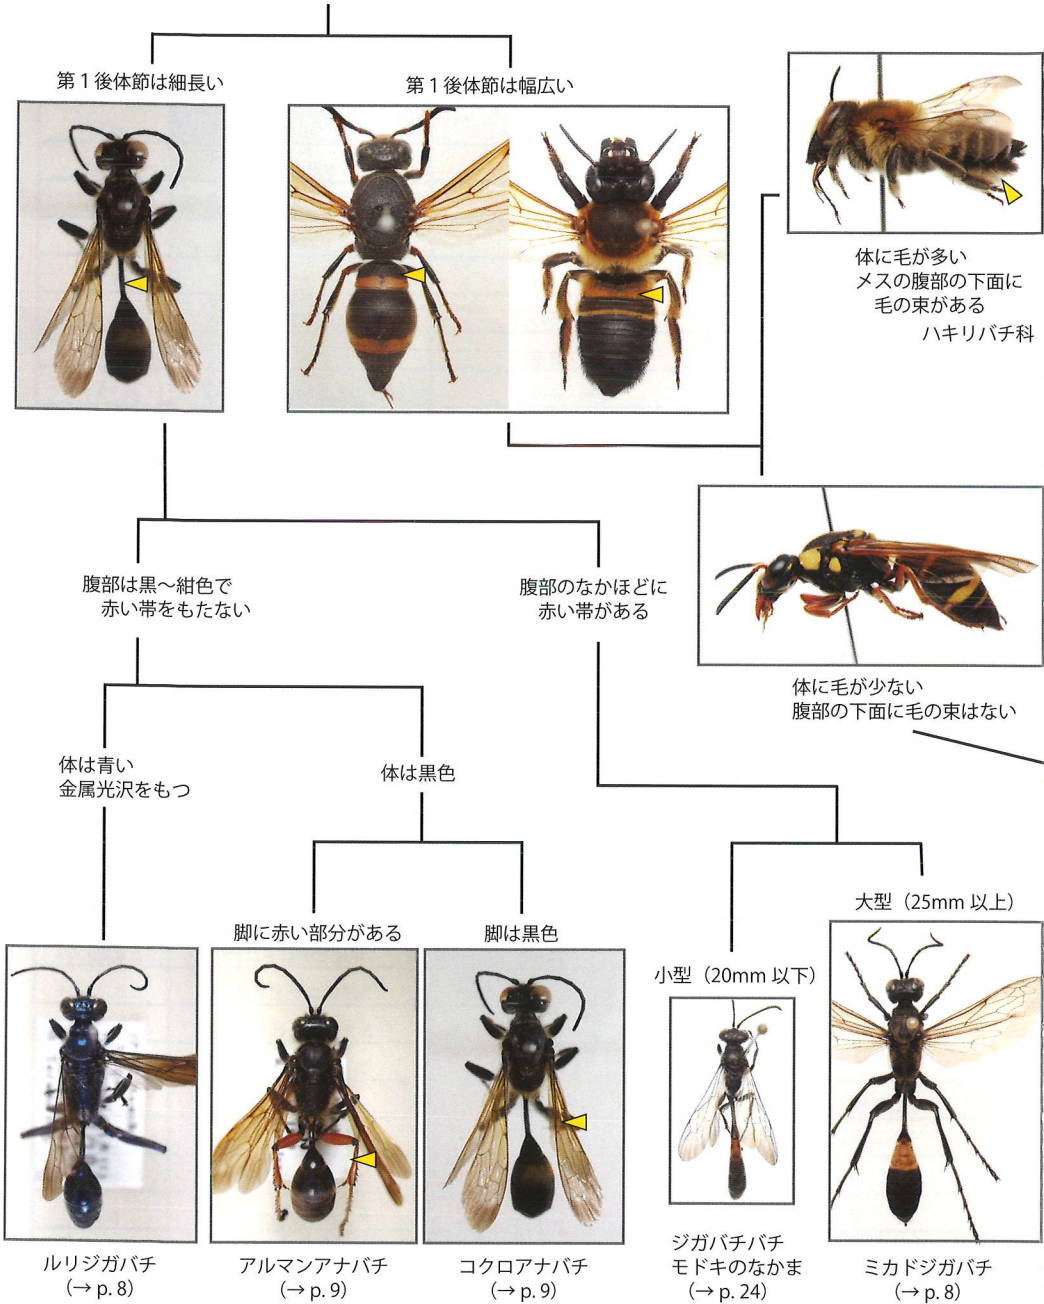 第1後体節は細長い
第1後体節は幅広い
体に毛が多い
メスの腹部の下面に
毛の束がある
ハキリバチ科
腹部は黒～紺色で
赤い帯をもたない
腹部のなかほどに
赤い帯がある
体に毛が少ない
腹部の下面に毛の束はない
体は青い
金属光沢をもつ
体は黒色
大型（25mm 以上）
脚に赤い部分がある
脚は黒色
小型（20mm 以下）
ルリジガバチ
（→ p. 8）
アルマンアナバチ
（→ p. 9）
コクロアナバチ
（→ p. 9）
ジガバチバチ
モドキのなかま
（→ p. 24）
ミカドジガバチ
（→ p. 8）